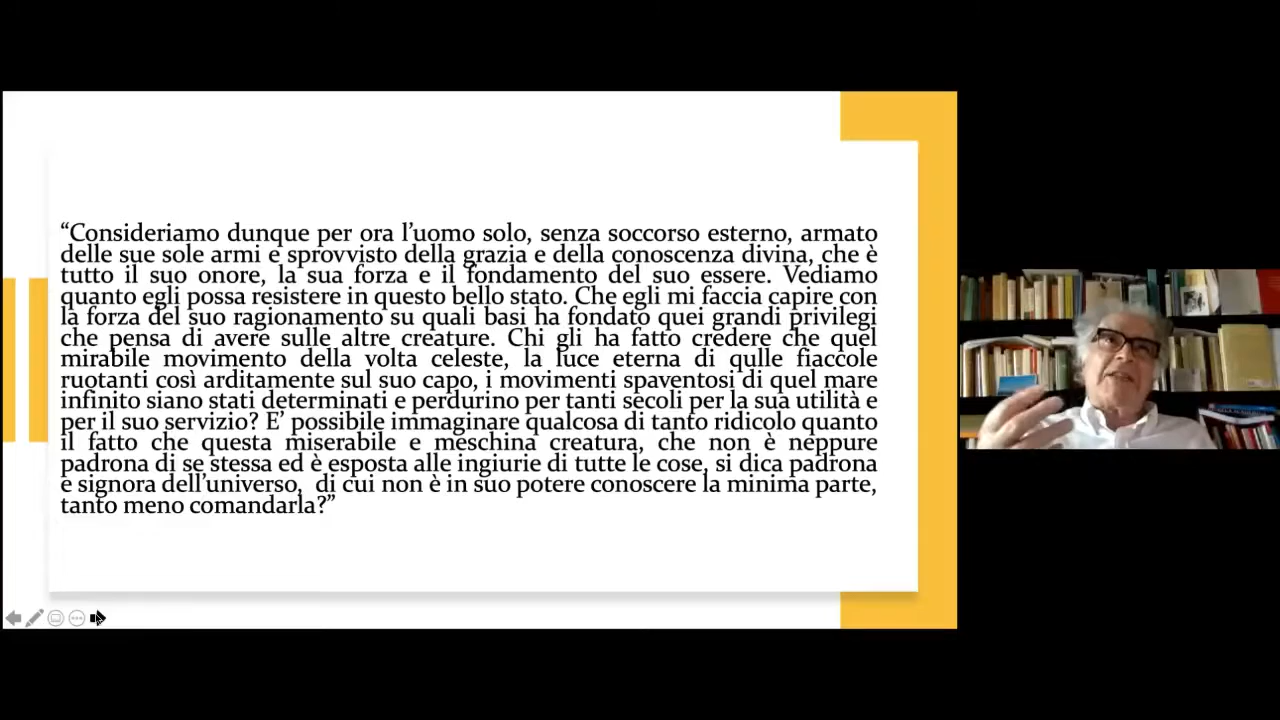 “Consideriamo dunque per ora l’uomo solo, senza soccorso esterno, armato
delle sue sole armi e sprovvisto della grazia e della conoscenza divina, che è
tutto il suo onore, la sua forza e il fondamento del suo essere. Vediamo
quanto egli possa resistere in questo bello stato. Che egli mi faccia capire con
la forza del suo ragionamento su quali basi ha fondato quei grandi privilegi
che pensa di avere sulle altre creature. Chi gli ha fatto credere che quel
mirabile movimento della volta celeste, la luce eterna di qulle fiaccole
ruotanti così arditamente sul suo capo, i movimenti spaventosi di quel mare
infinito siano stati determinati e perdurino per tanti secoli per la sua utilità e
per il suo servizio? E’ possibile immaginare qualcosa di tanto ridicolo quanto
il fatto che questa miserabile e meschina creatura, che non è neppure
padrona di se stessa ed è esposta alle ingiurie di tutte le cose, si dica padrona
e signora dell’universo, di cui non è in suo potere conoscere la minima parte,
tanto meno comandarla?”